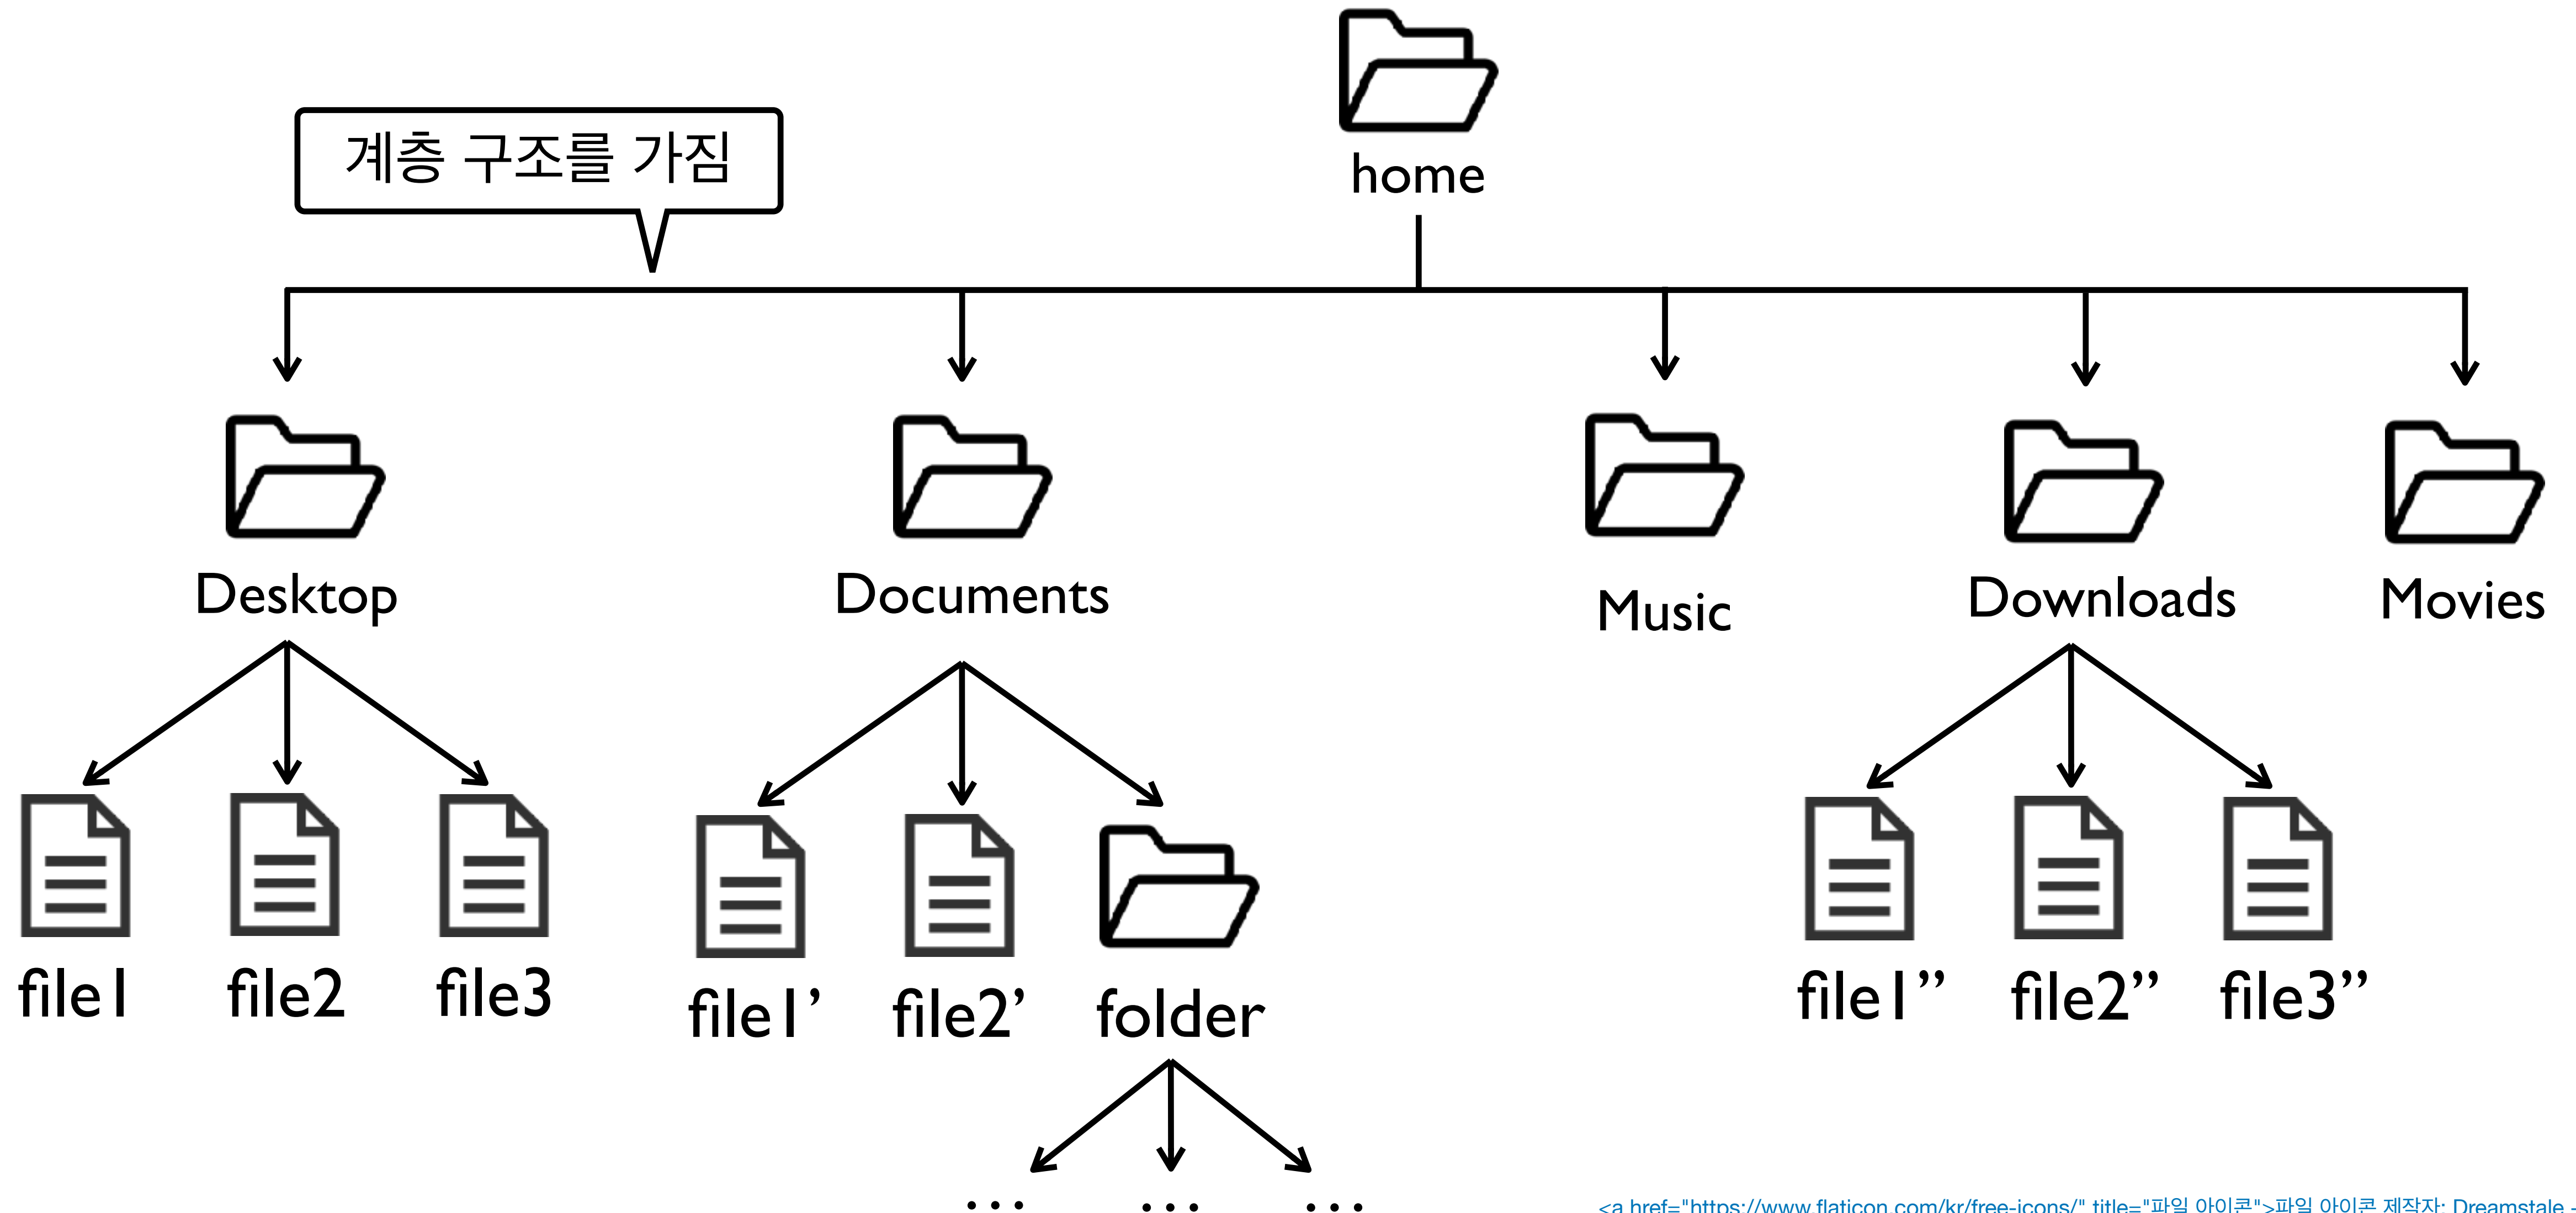 home
계층 구조를 가짐
Desktop
Documents
Music
Downloads
Movies
file1
file2
file3
file1’
file2’
folder
file1”
file2”
file3”
... ... ...
<a href="https://www.flaticon.com/kr/free-icons/" title="파일 아이콘">파일 아이콘 제작자: Dreamstale